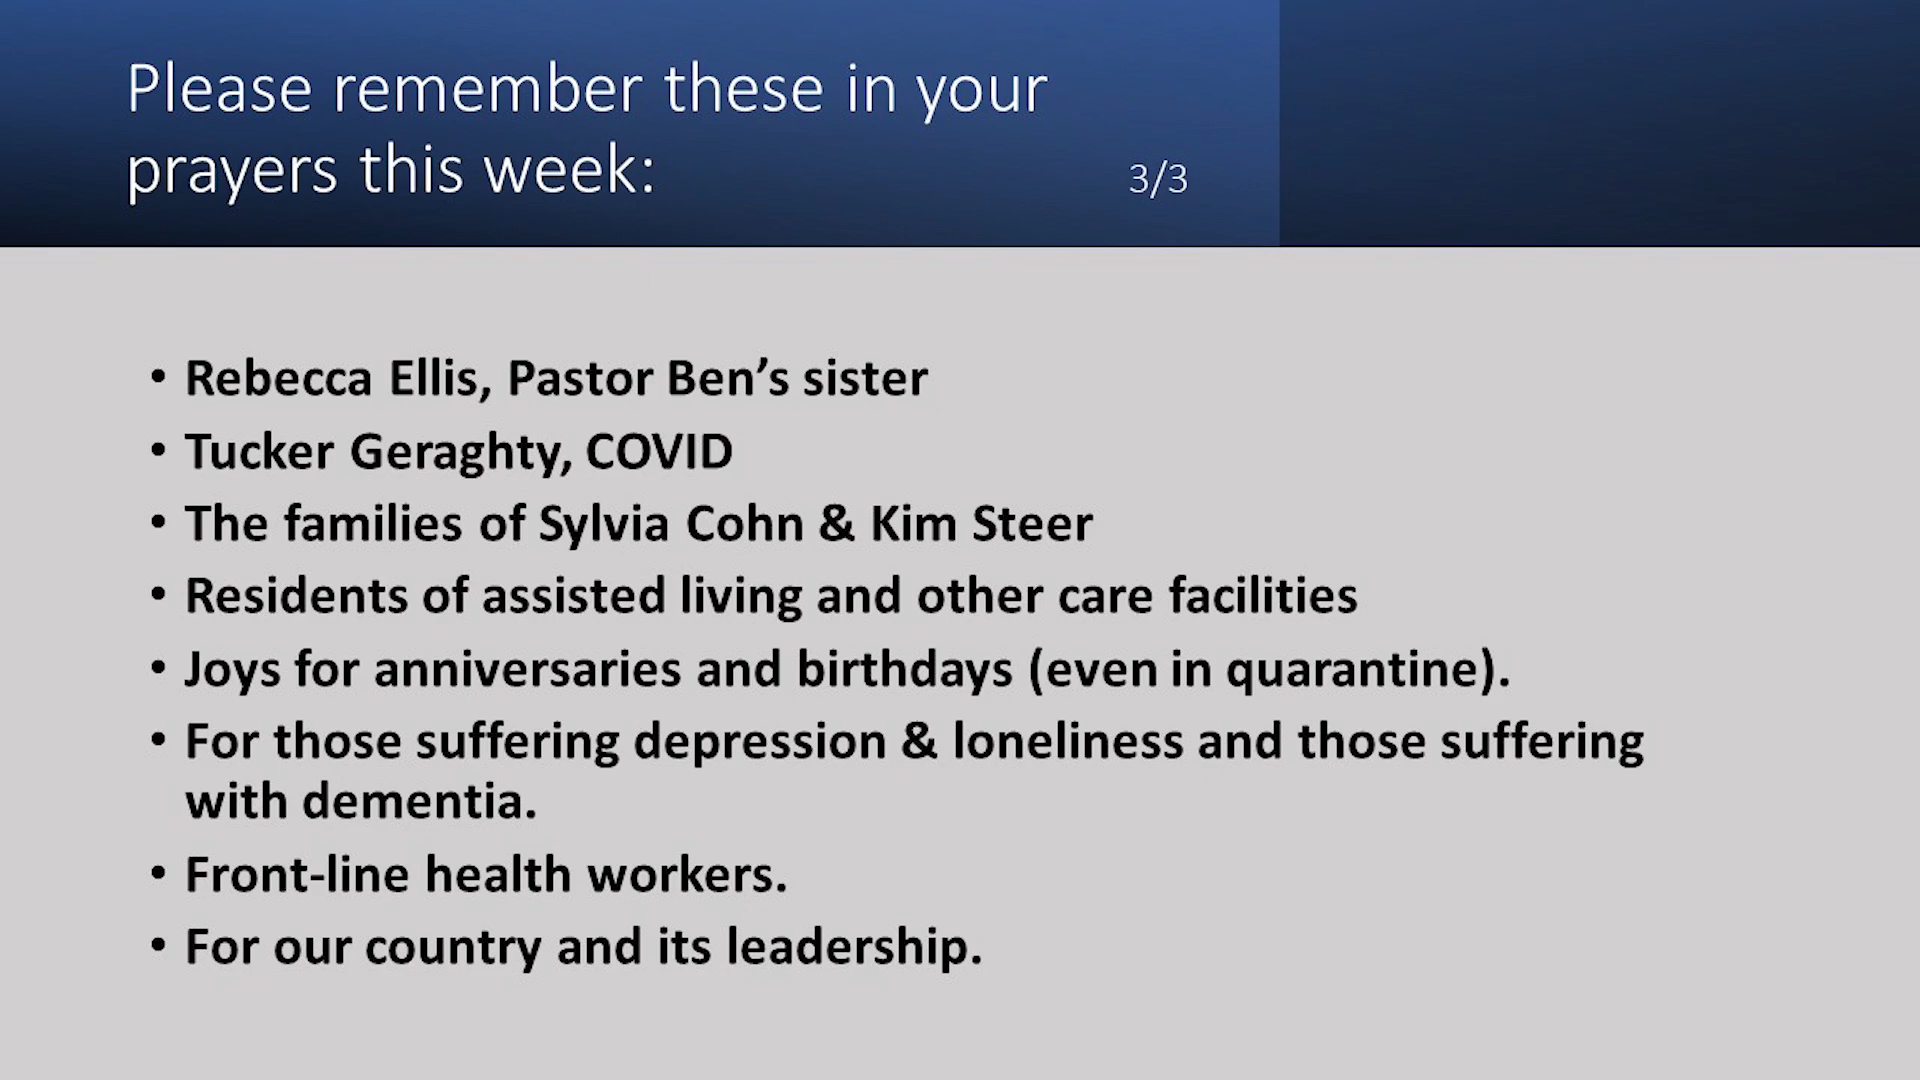 Please remember these in your
prayers this week:
3/3
• Rebecca Ellis, Pastor Ben’s sister
• Tucker Geraghty, COVID
• The families of Sylvia Cohn & Kim Steer
• Residents of assisted living and other care facilities
• Joys for anniversaries and birthdays (even in quarantine).
• For those suffering depression & loneliness and those suffering
with dementia.
• Front-line health workers.
• For our country and its leadership.